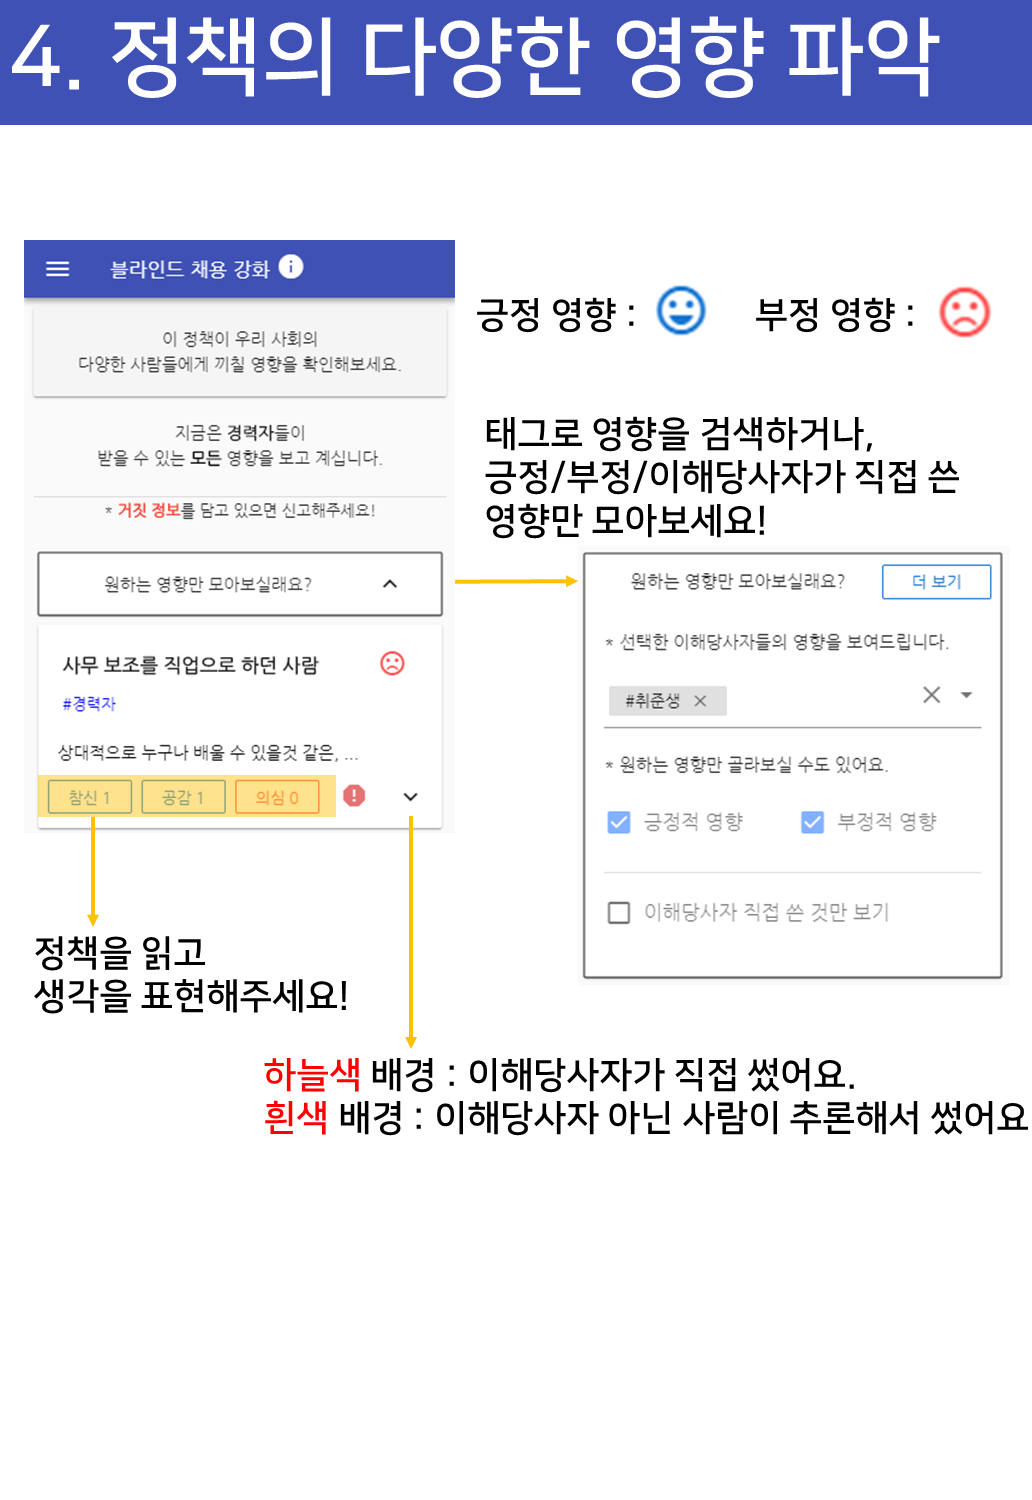 4. 정책의 다양한 영향 파악
블라인드 채용 강화
이 정책이 우리 사회의
다양한 사람들에게 끼칠 영향을 확인해보세요.
지금은 경력자들이
받을 수 있는 모든 영향을 보고 계십니다.
* 거짓 정보를 담고 있으면 신고해주세요!
원하는 영향만 모아보실래요?
사무 보조를 직업으로 하던 사람
#경력자
상대적으로 누구나 배울 수 있을것 같은, ...
참신 1 공감 1 의심 0
긍정 영향 : 부정 영향 :
태그로 영향을 검색하거나,
긍정/부정/이해당사자가 직접 쓴
영향만 모아보세요!
원하는 영향만 모아보실래요? 더 보기
* 선택한 이해당사자들의 영향을 보여드립니다.
#취준생
* 원하는 영향만 골라보실 수도 있어요.
긍정적 영향 부정적 영향
이해당사자 직접 쓴 것만 보기
정책을 읽고
생각을 표현해주세요!
하늘색 배경 : 이해당사자가 직접 썼어요.
흰색 배경 : 이해당사자 아닌 사람이 추론해서 썼어요